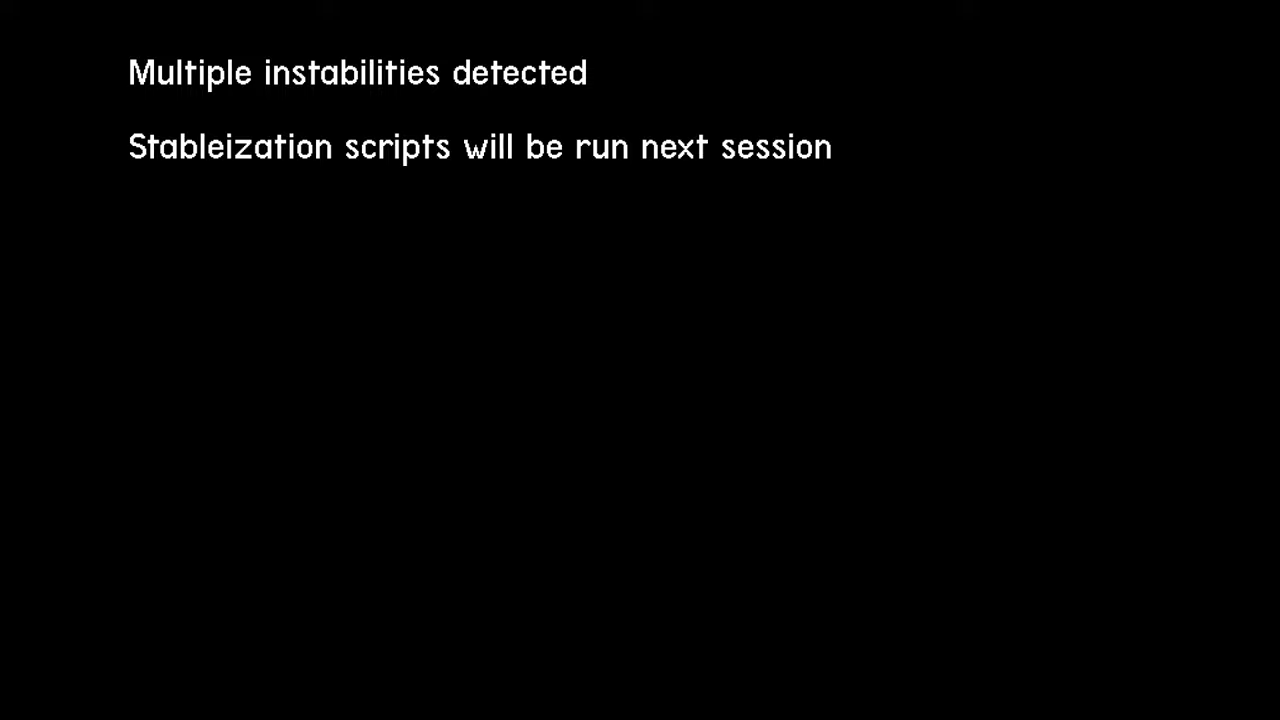 Multiple instabilities detected
Stableization scripts will be run next session